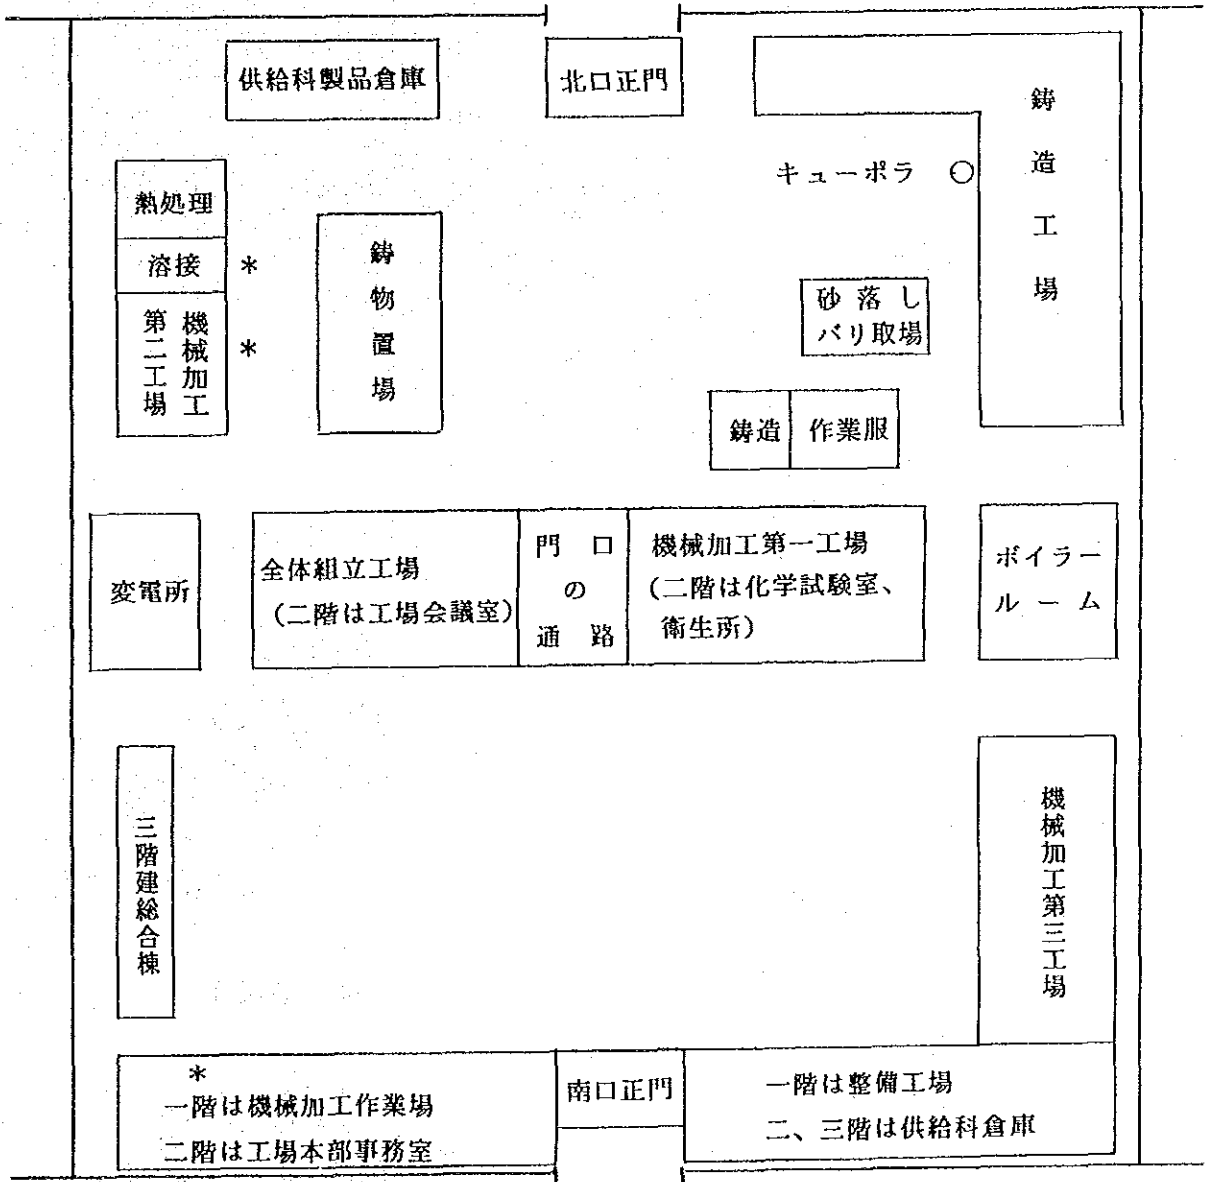 供給科製品倉庫
北口正門
鋳造工場
キューポラ
熱処理
溶接
*
機械加工
第二工場
*
鋳物置場
砂落し
バリ取場
鋳造
作業服
変電所
全体組立工場
(二階は工場会議室)
門口
の
通路
機械加工第一工場
(二階は化学試験室、
衛生所)
ボイラー
ルーム
三階建総合棟
機械加工第三工場
*
一階は機械加工作業場
二階は工場本部事務室
南口正門
一階は整備工場
二、三階は供給科倉庫